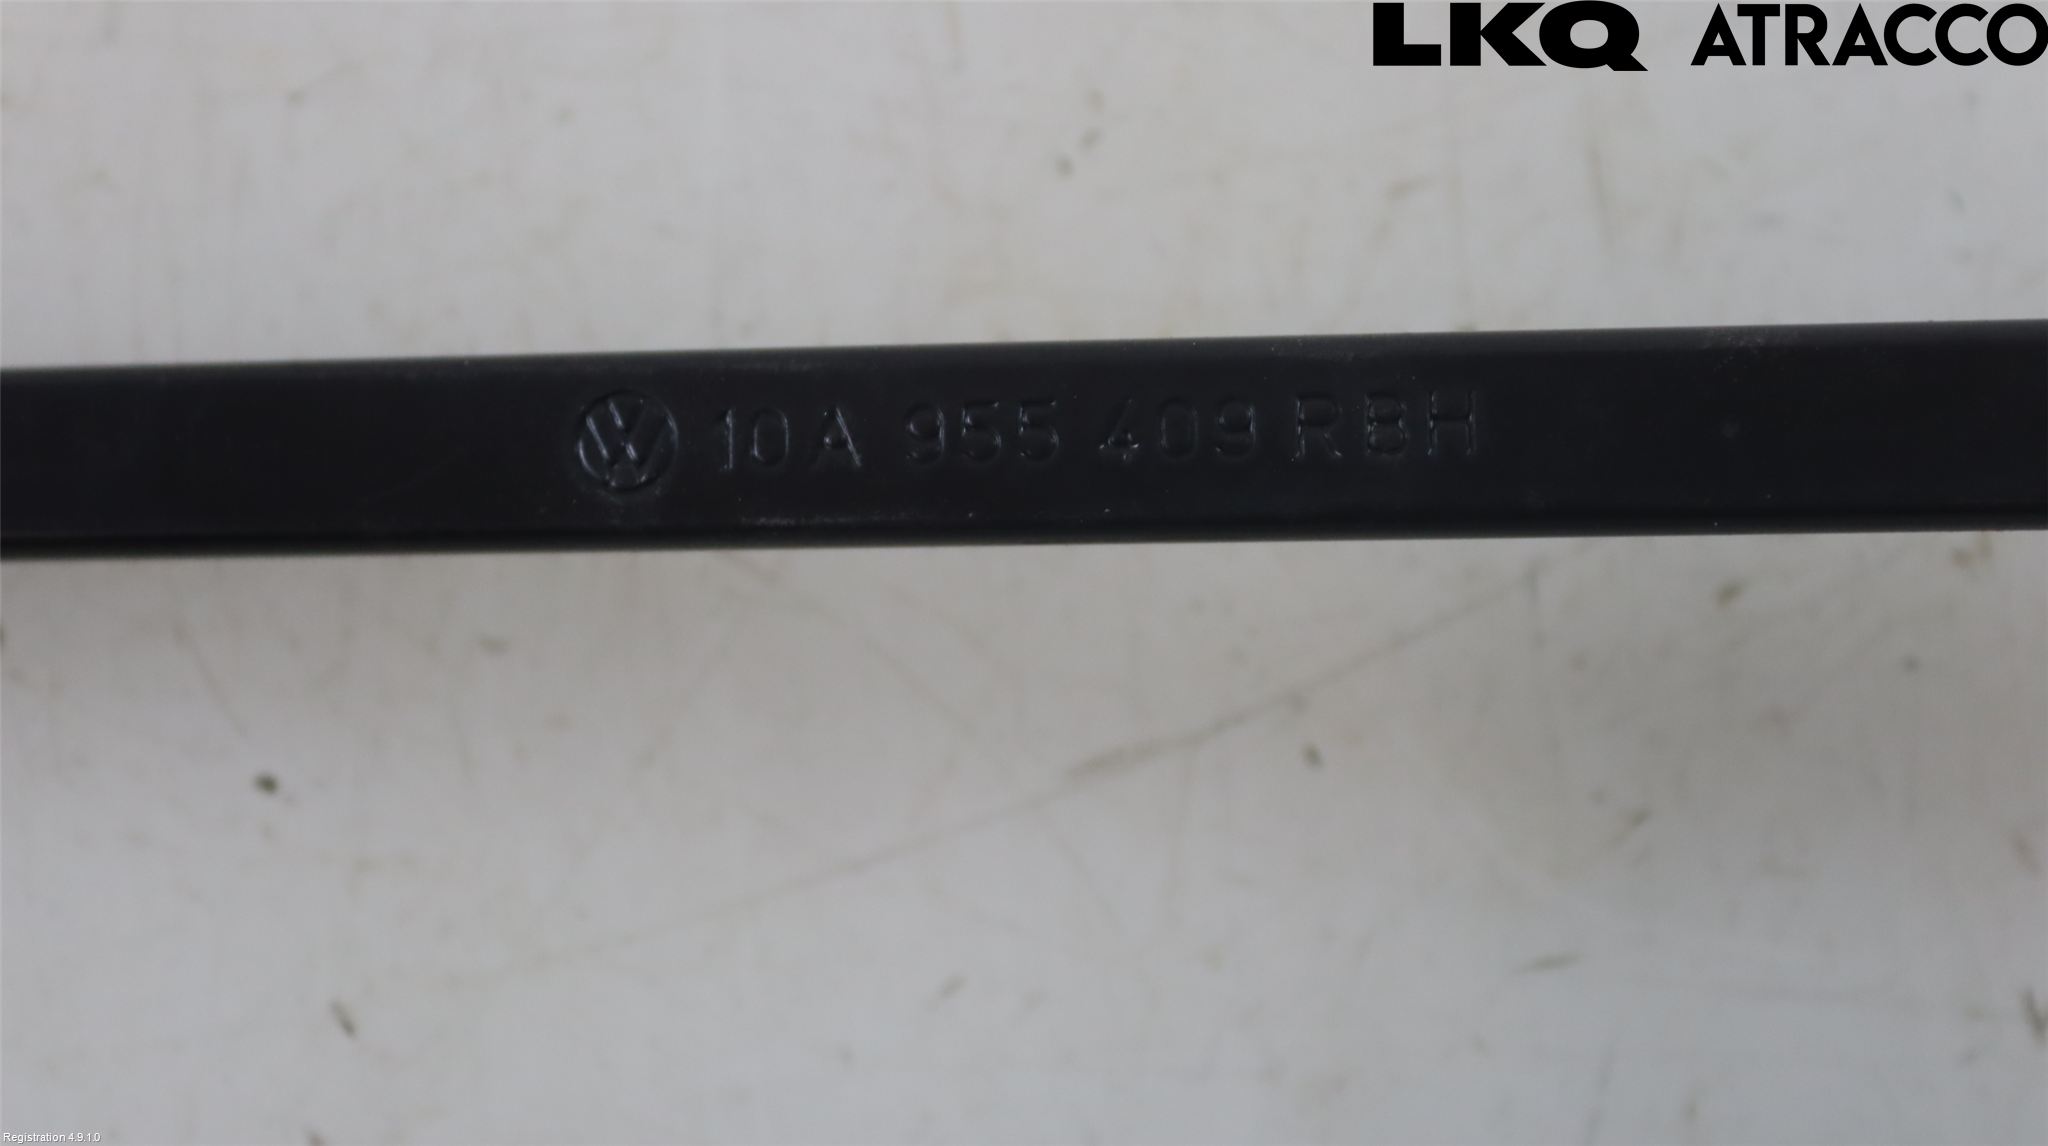 LKQ ATRACCO
10A 955 409 RBH
Registration 4.9.1.0